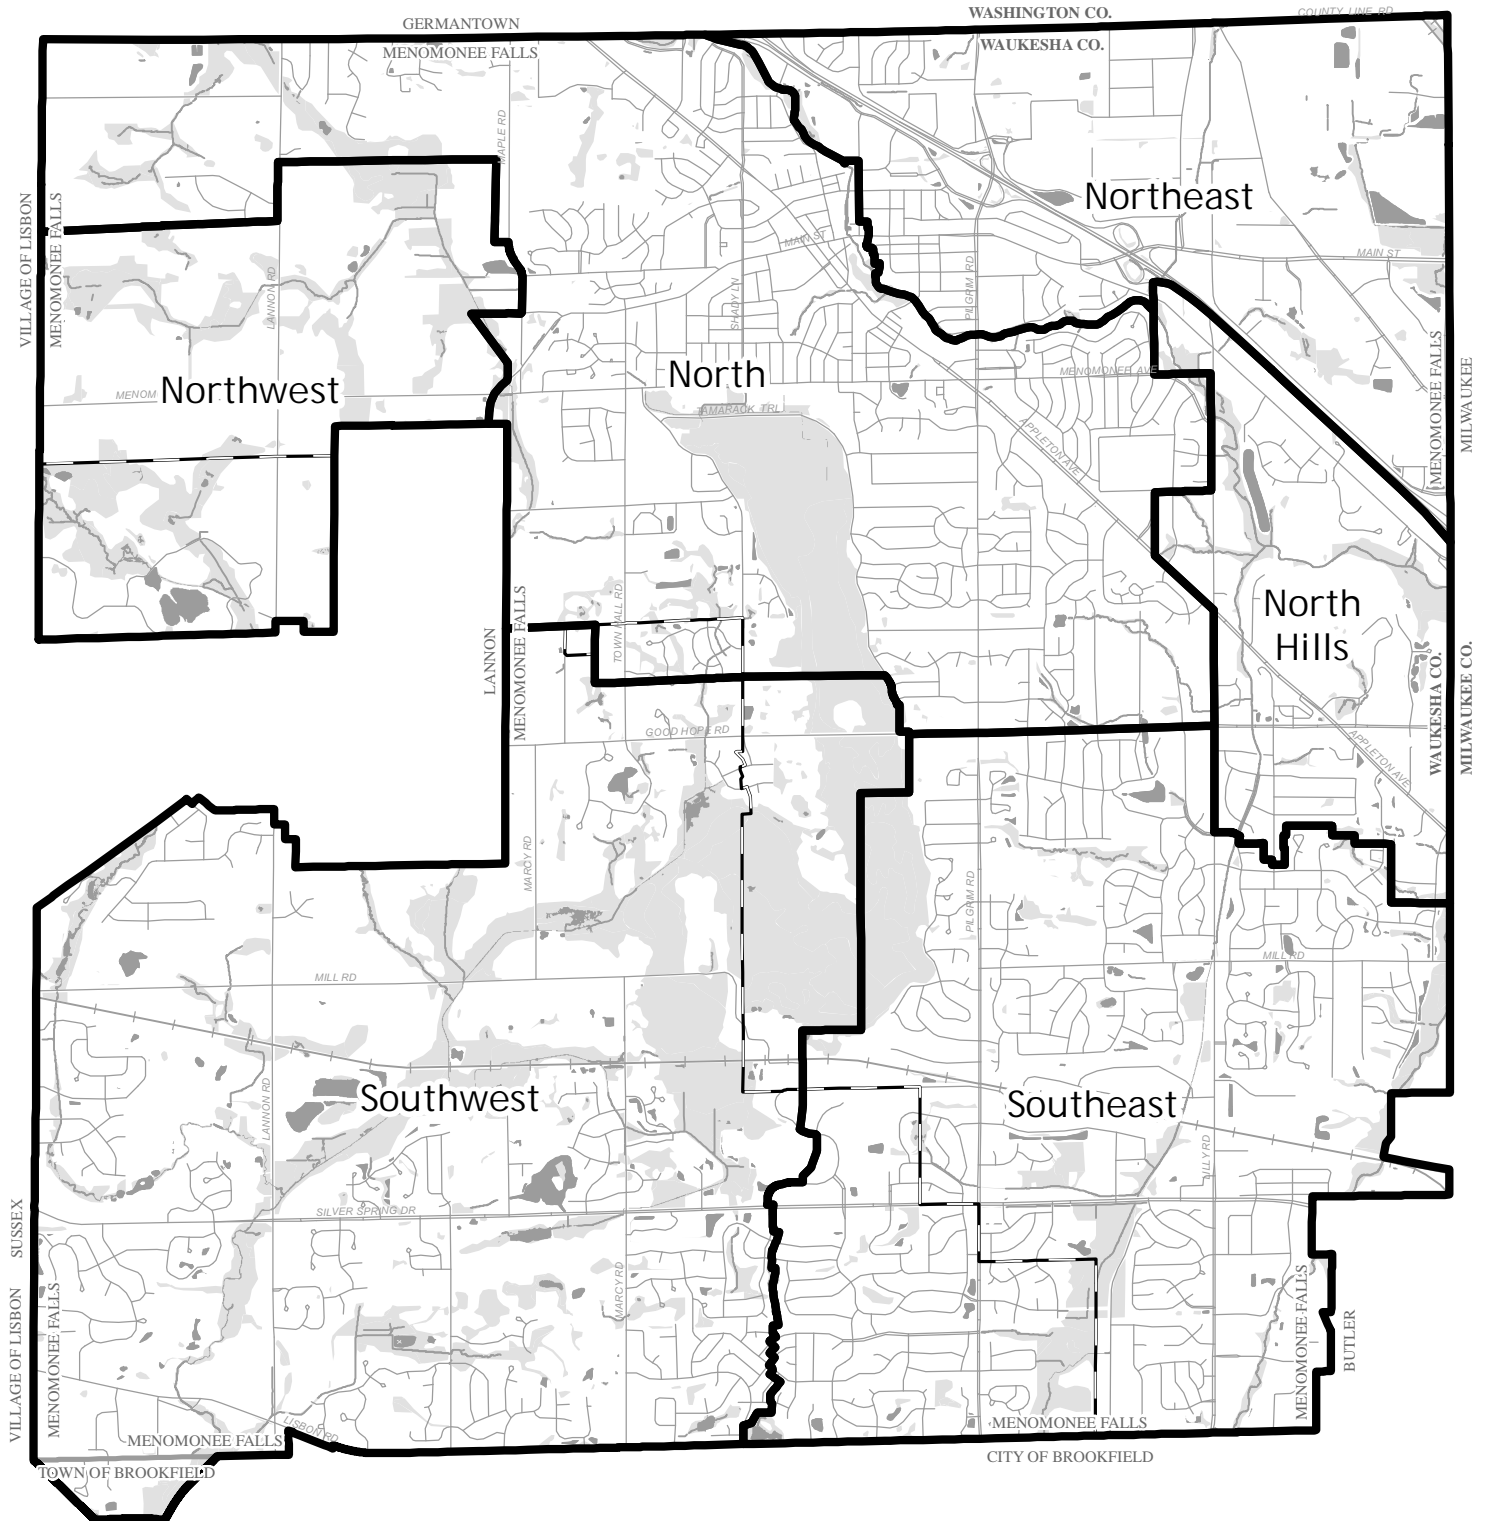 GERMANTOWN
MENOMONEE FALLS
WASHINGTON CO.
WAUKESHA CO.
COUNTY LINE RD
MAPLE RD
VILLAGE OF LISBON
MENOMONEE FALLS
Northeast
MAIN ST
MAIN ST
LANNON RD
SHADY LN
PILGRIM RD
North
Northwest
MENOM
MENOMONEE AVE
TAMARACK TRL
APPLETON AVE
MENOMONEE FALLS
MILWAUKEE
North
Hills
TOWN HALL RD
LANNON
MENOMONEE FALLS
WAUKESHA CO.
MILWAUKEE CO.
GOOD HOPE RD
APPLETON AVE
MARCY RD
PILGRIM RD
MILL RD
MILL RD
Southwest
Southeast
LANNON RD
LILLY RD
SILVER SPRING DR
SUSSEX
VILLAGE OF LISBON
MENOMONEE FALLS
MARCY RD
MENOMONEE FALLS
BUTLER
LISBON RD
MENOMONEE FALLS
MENOMONEE FALLS
TOWN OF BROOKFIELD
CITY OF BROOKFIELD